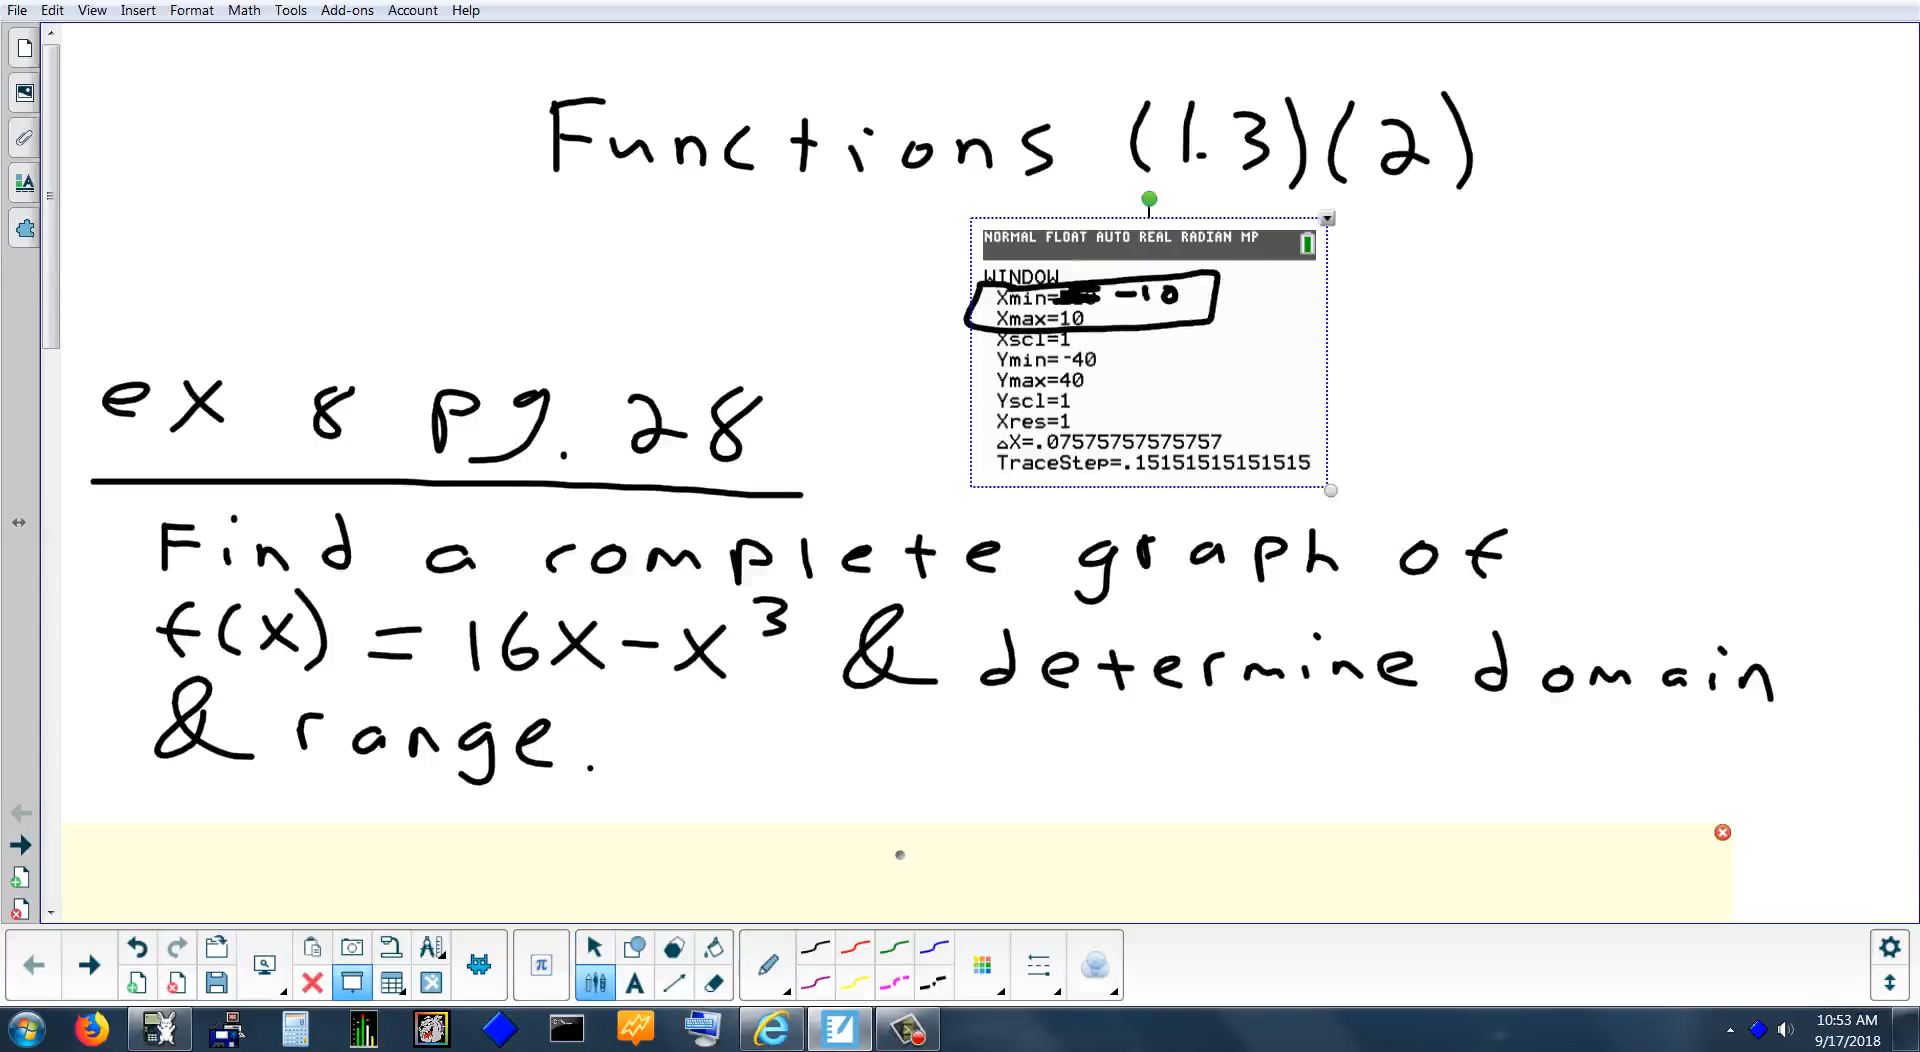 File Edit View Insert Format Math Tools Add-ons Account Help
Functions (1.3)(2)
NORMAL FLOAT AUTO REAL RADIAN MP
WINDOW
Xmin= -10
Xmax=10
Xscl=1
Ymin=-40
Ymax=40
Yscl=1
Xres=1
△X=.07575757575757
TraceStep=.15151515151515
ex 8 pg. 28
Find a complete graph of
f(x) = 16x - x³ & determine domain
& range.
π
A
10:53 AM
9/17/2018